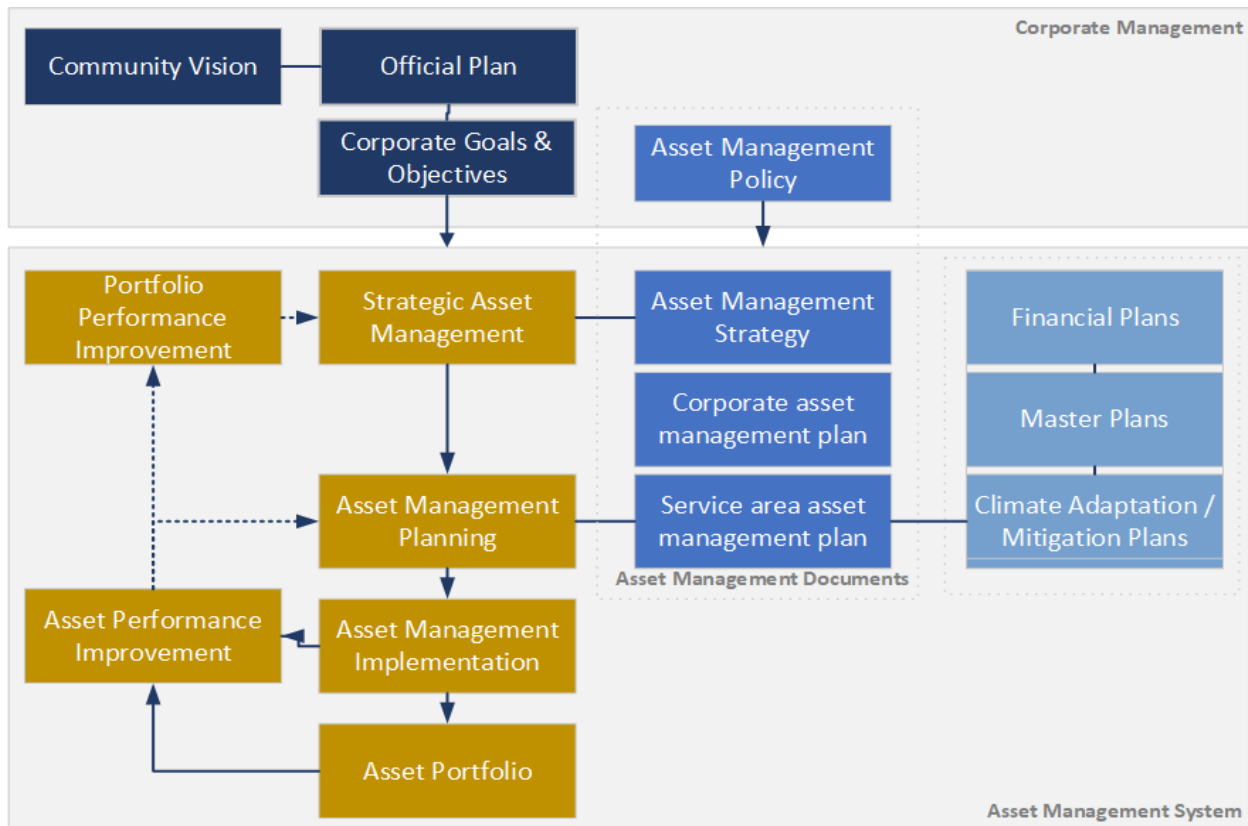 Corporate Management
Community Vision
Official Plan
Corporate Goals &
Objectives
Asset Management
Policy
Portfolio
Performance
Improvement
Strategic Asset
Management
Asset Management
Strategy
Financial Plans
Corporate asset
management plan
Master Plans
Asset Management
Planning
Service area asset
management plan
Climate Adaptation /
Mitigation Plans
Asset Management Documents
Asset Performance
Improvement
Asset Management
Implementation
Asset Portfolio
Asset Management System